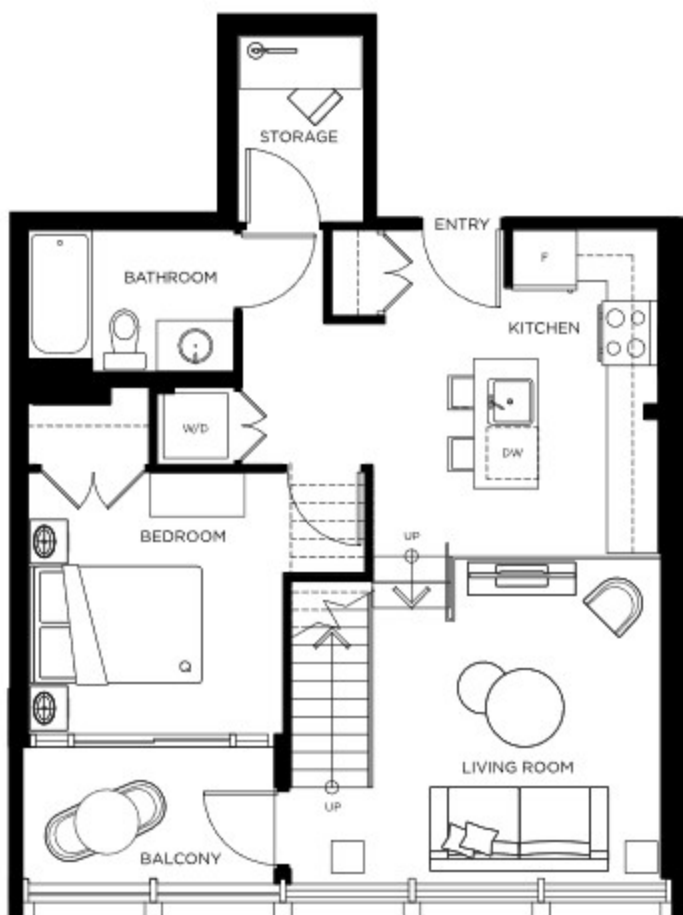 STORAGE
ENTRY
BATHROOM
F
KITCHEN
W/D
DW
BEDROOM
UP
Q
LIVING ROOM
UP
BALCONY